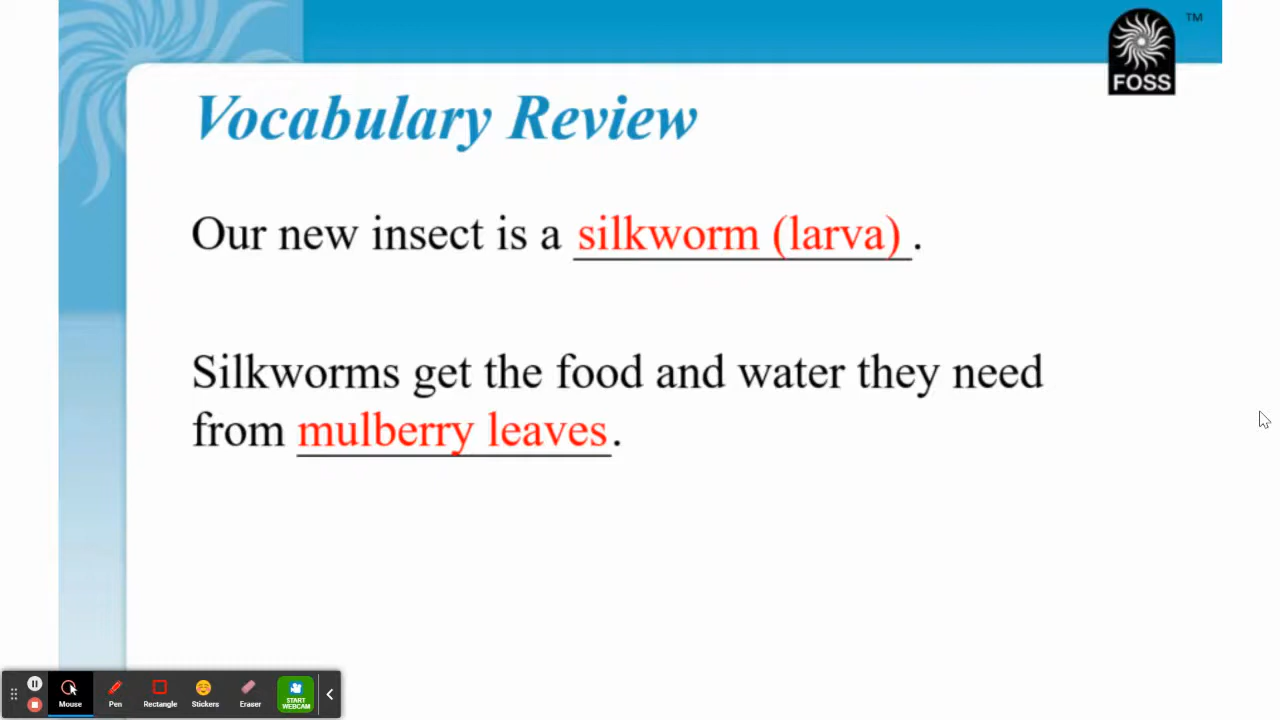 TM
FOSS
Vocabulary Review
Our new insect is a silkworm (larva).
Silkworms get the food and water they need
from mulberry leaves.
Mouse Pen Rectangle Stickers Eraser START
WEBCAM